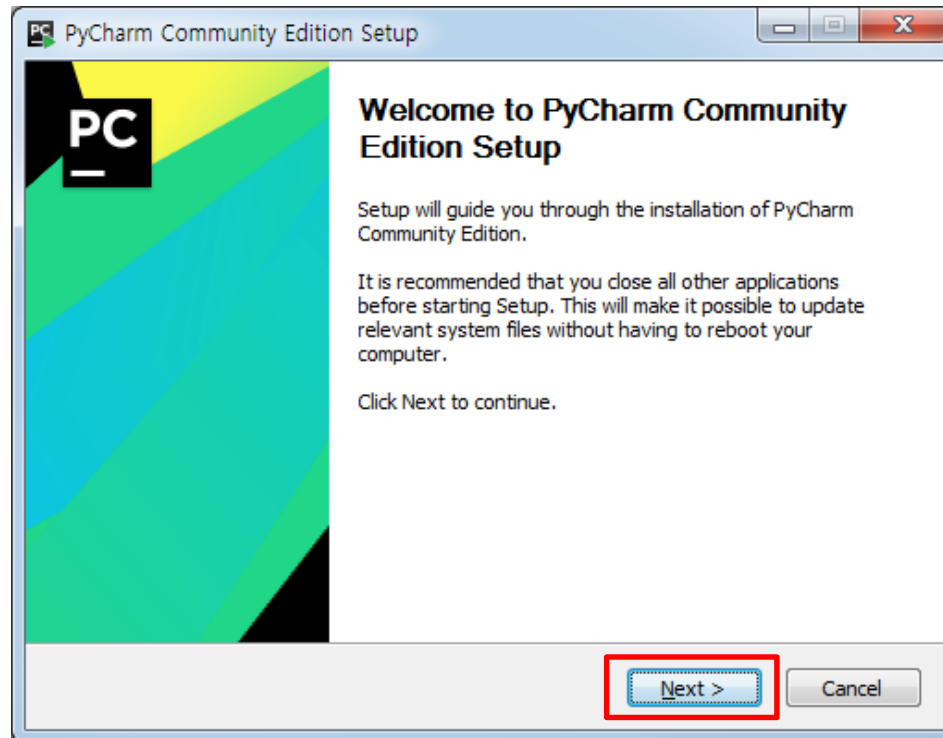 PyCharm Community Edition Setup
PC
Welcome to PyCharm Community
Edition Setup
Setup will guide you through the installation of PyCharm
Community Edition.
It is recommended that you close all other applications
before starting Setup. This will make it possible to update
relevant system files without having to reboot your
computer.
Click Next to continue.
Next >
Cancel